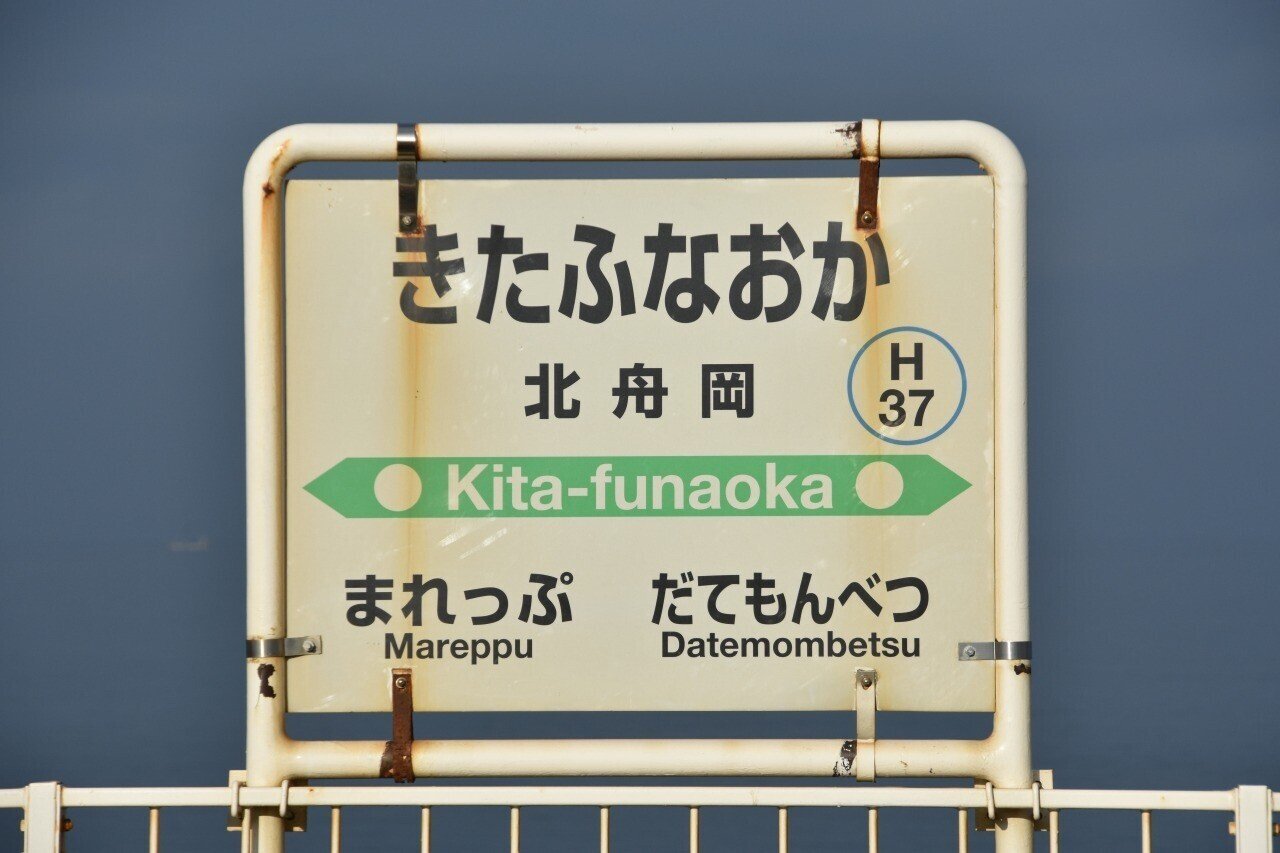 きたふなおか
北舟岡
H
37
Kita-funaoka
まれっぷ だてもんべつ
Mareppu Datemombetsu